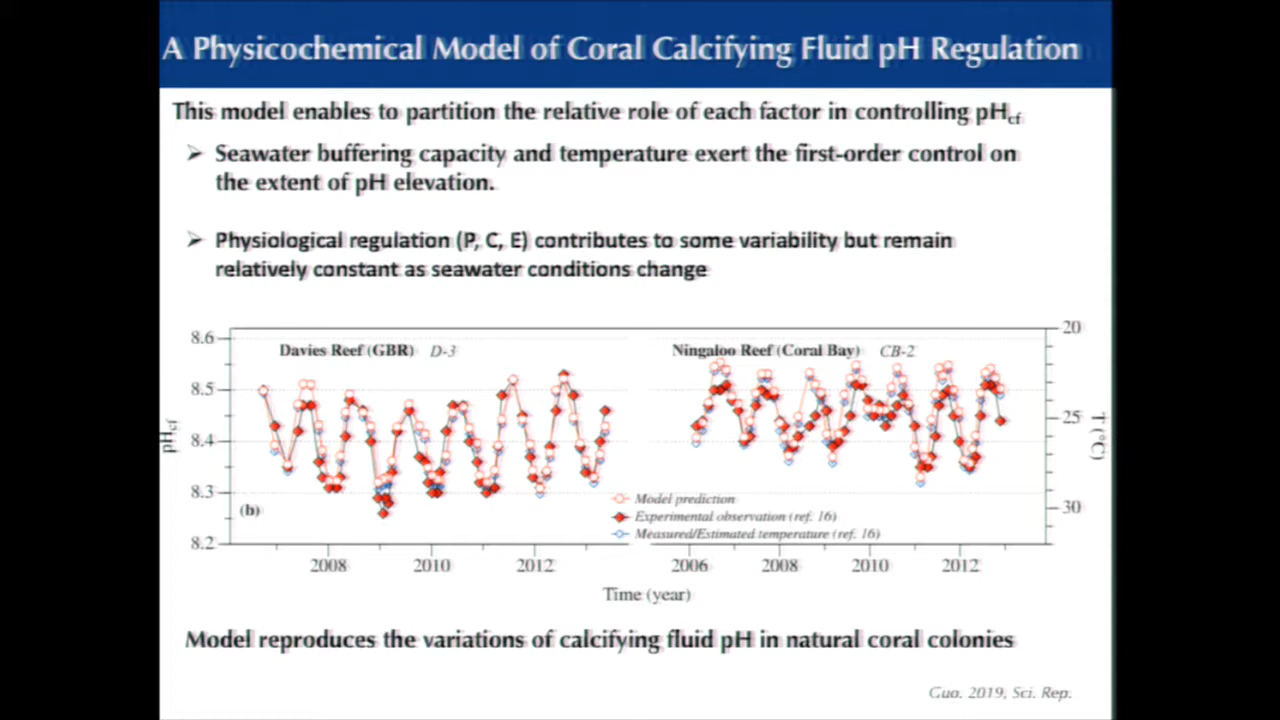 A Physicochemical Model of Coral Calcifying Fluid pH Regulation
This model enables to partition the relative role of each factor in controlling pHcf
➢ Seawater buffering capacity and temperature exert the first-order control on
the extent of pH elevation.
➢ Physiological regulation (P, C, E) contributes to some variability but remain
relatively constant as seawater conditions change
8.6
8.5
8.4
8.3
8.2
pHcf
Davies Reef (GBR) D-3
Ningaloo Reef (Coral Bay) CB-2
20
25
30
T (°C)
(b)
Model prediction
Experimental observation (ref. 16)
Measured/Estimated temperature (ref. 16)
2008 2010 2012 2006 2008 2010 2012
Time (year)
Model reproduces the variations of calcifying fluid pH in natural coral colonies
Guo. 2019, Sci. Rep.